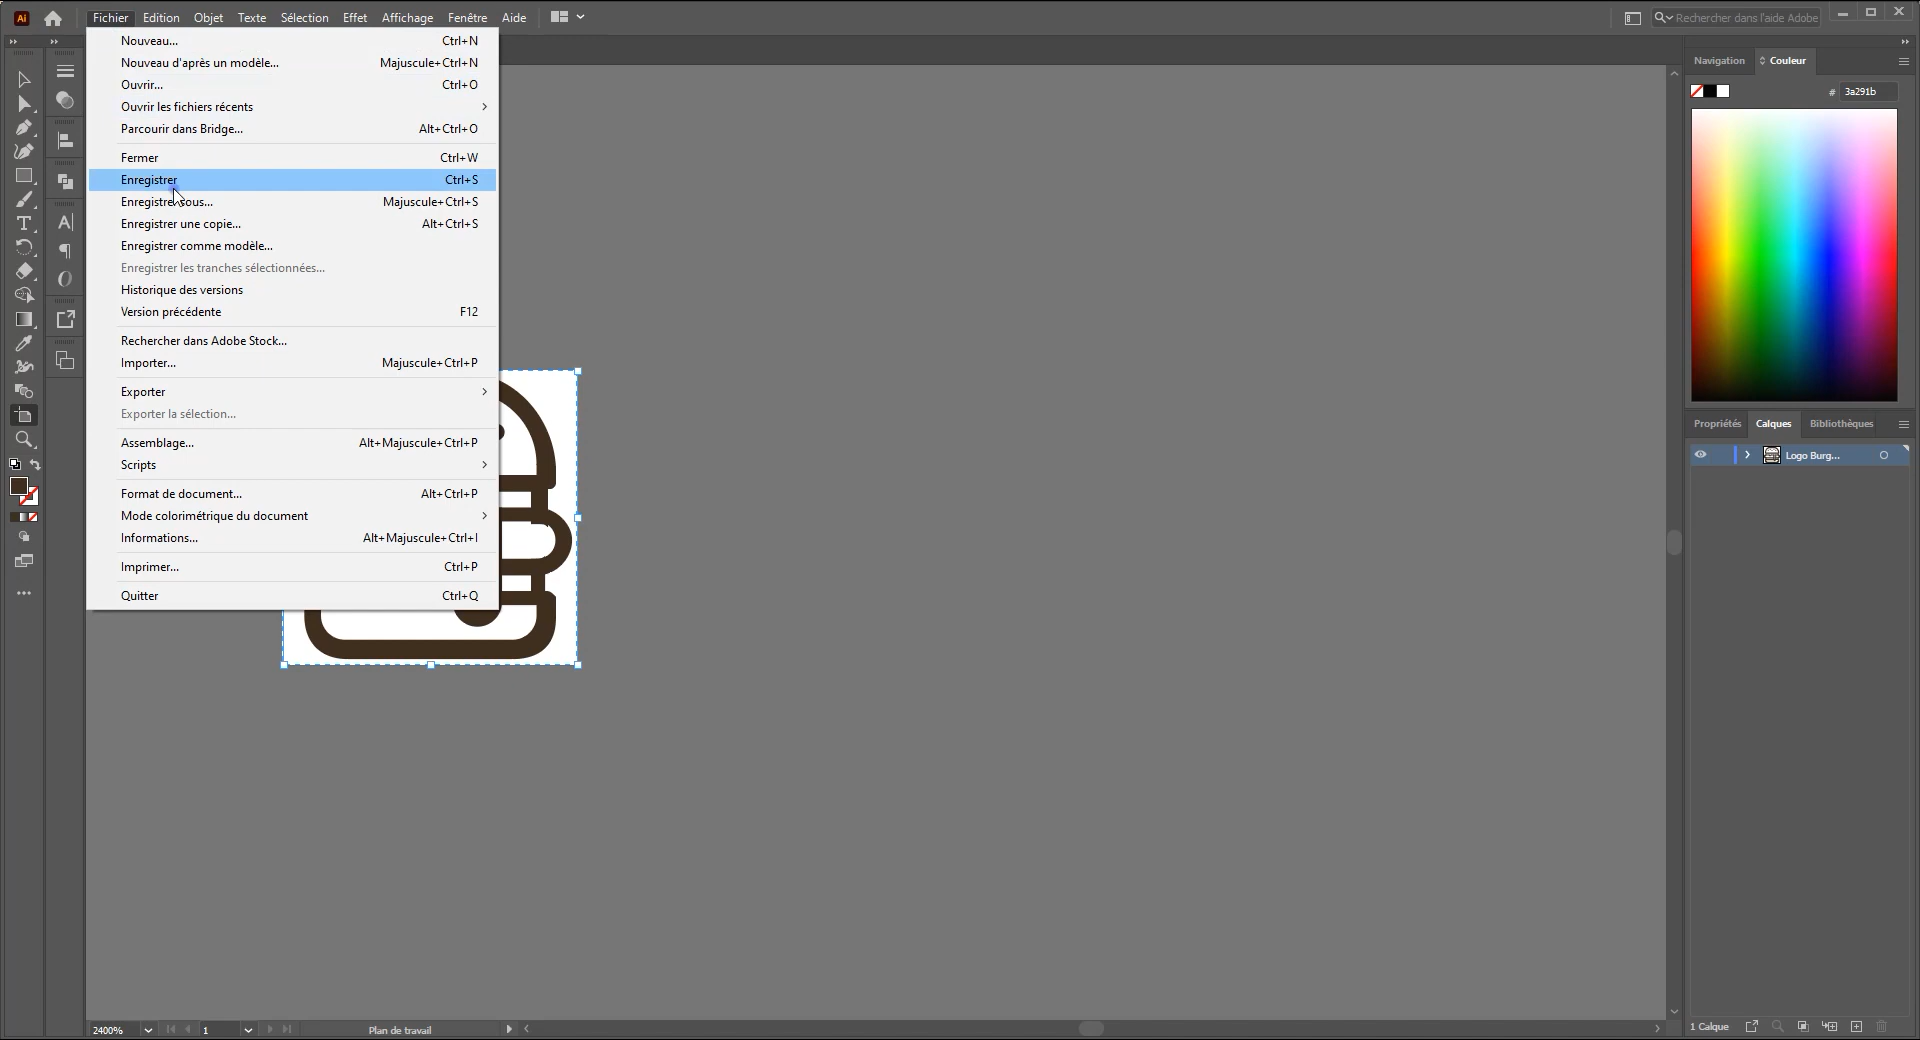 Ai
Fichier Edition Objet Texte Sélection Effet Affichage Fenêtre Aide
Rechercher dans l'aide Adobe
Nouveau... Ctrl+N
Nouveau d'après un modèle... Majuscule+Ctrl+N
Ouvrir... Ctrl+O
Ouvrir les fichiers récents
Parcourir dans Bridge... Alt+Ctrl+O
Fermer Ctrl+W
Enregistrer Ctrl+S
Enregistrer sous... Majuscule+Ctrl+S
Enregistrer une copie... Alt+Ctrl+S
Enregistrer comme modèle...
Enregistrer les tranches sélectionnées...
Historique des versions
Version précédente F12
Rechercher dans Adobe Stock...
Importer... Majuscule+Ctrl+P
Exporter
Exporter la sélection...
Assemblage... Alt+Majuscule+Ctrl+P
Scripts
Format de document... Alt+Ctrl+P
Mode colorimétrique du document
Informations... Alt+Majuscule+Ctrl+I
Imprimer... Ctrl+P
Quitter Ctrl+Q
Navigation Couleur
# 3a291b
Propriétés Calques Bibliothèques
Logo Burg...
2400% 1 Plan de travail
1 Calque